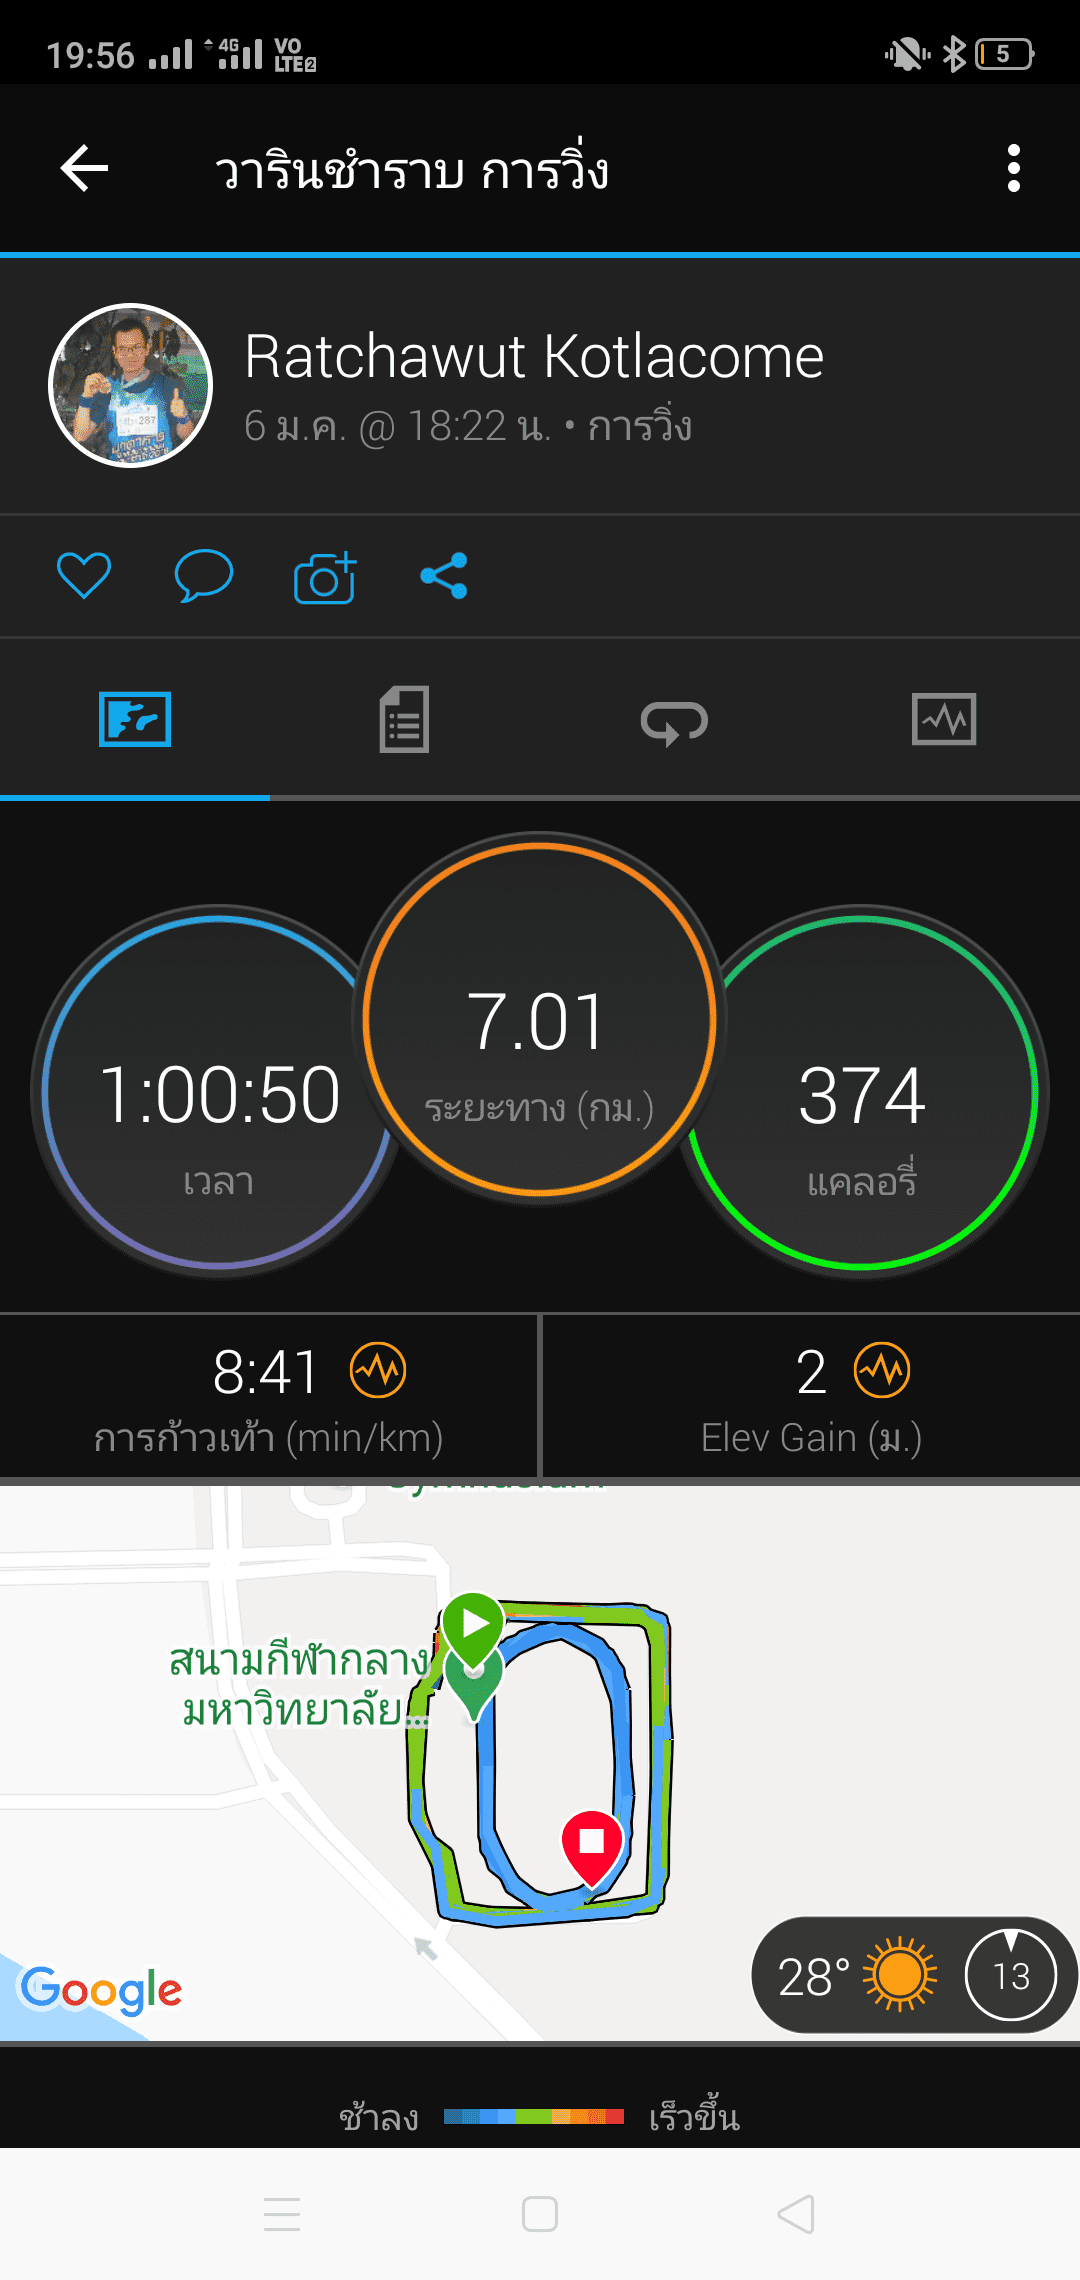 19:56 4G VO LTE2 5
วารินชำราบ การวิ่ง
Ratchawut Kotlacome
6 ม.ค. @ 18:22 น. • การวิ่ง
7.01
ระยะทาง (กม.)
1:00:50
เวลา
374
แคลอรี่
8:41
การก้าวเท้า (min/km)
2
Elev Gain (ม.)
สนามกีฬากลาง
มหาวิทยาลัย...
Google
28° 13
ช้าลง เร็วขึ้น